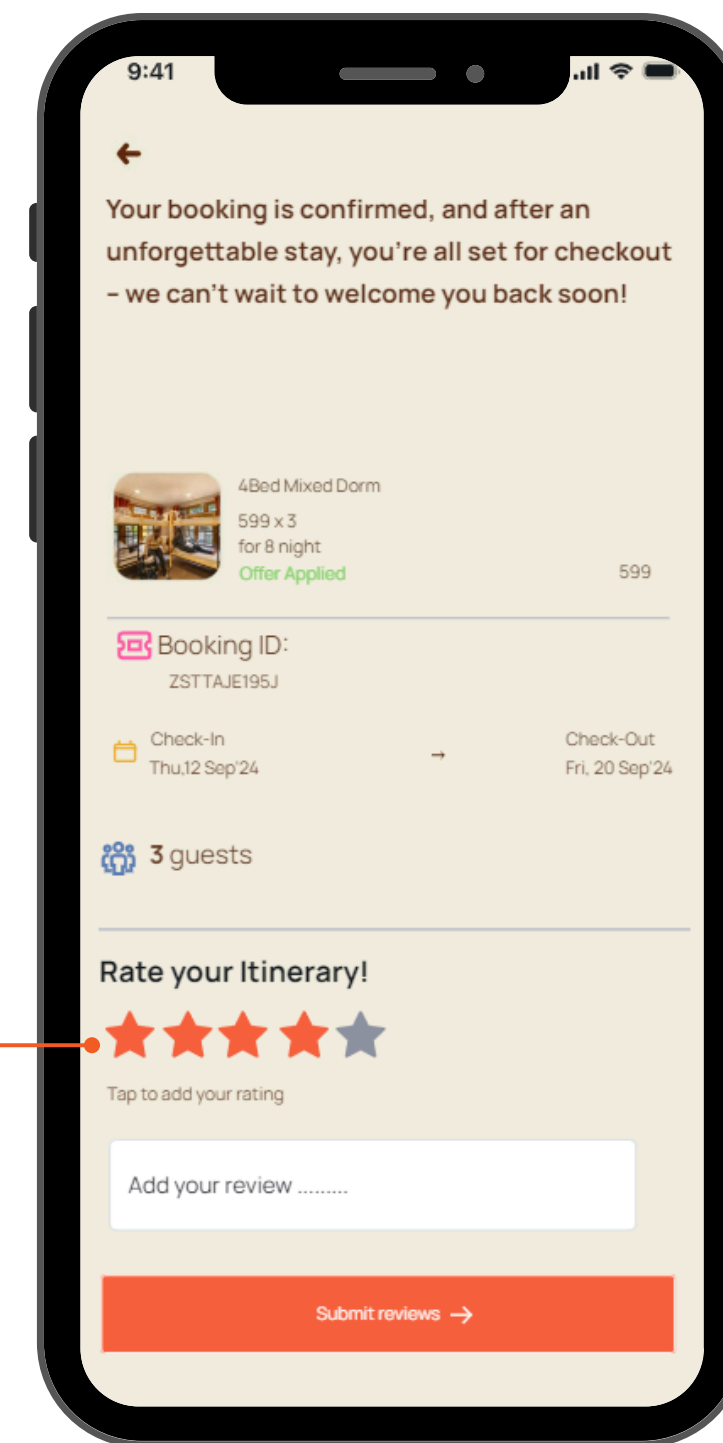 9:41
Your booking is confirmed, and after an
unforgettable stay, you're all set for checkout
– we can't wait to welcome you back soon!
4Bed Mixed Dorm
599 x 3
for 8 night
Offer Applied
599
Booking ID:
ZSTTAJE195J
Check-In
Check-Out
Thu,12 Sep'24
→
Fri, 20 Sep'24
3 guests
Rate your Itinerary!
Tap to add your rating
Add your review .........
Submit reviews →